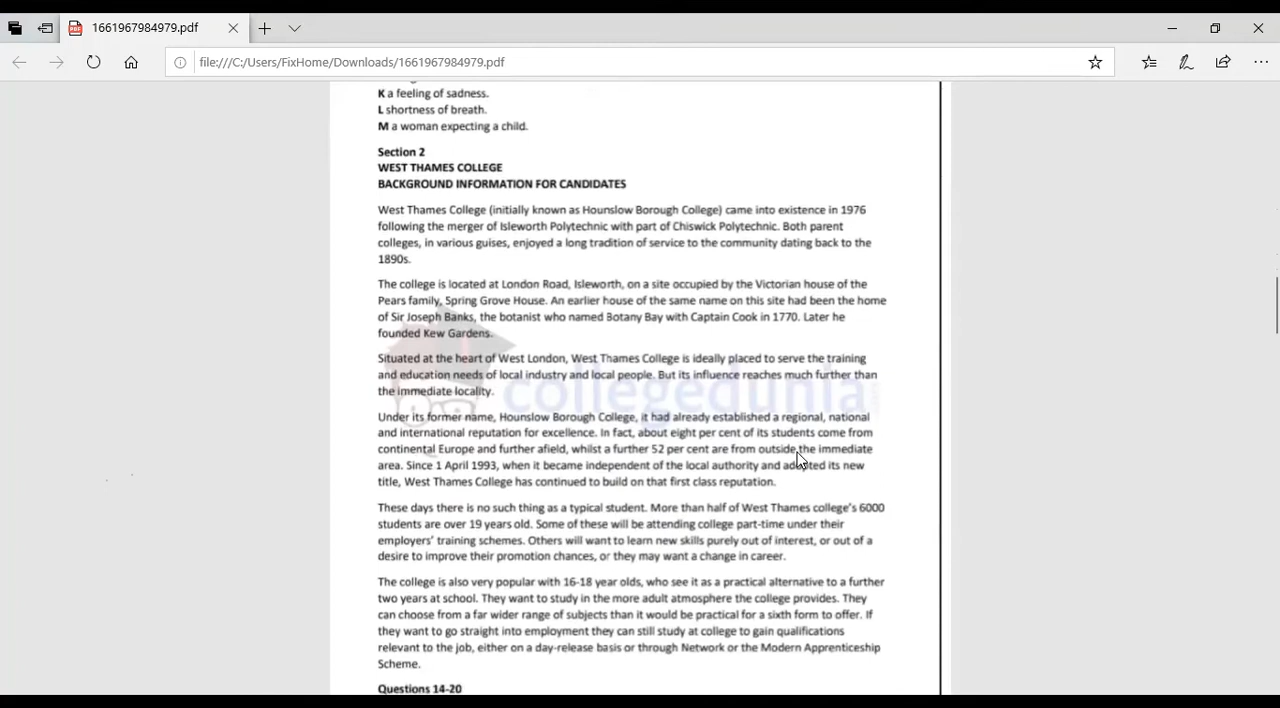 1661967984979.pdf
file:///C:/Users/FixHome/Downloads/1661967984979.pdf
K a feeling of sadness.
L shortness of breath.
M a woman expecting a child.
Section 2
WEST THAMES COLLEGE
BACKGROUND INFORMATION FOR CANDIDATES
West Thames College (initially known as Hounslow Borough College) came into existence in 1976
following the merger of Isleworth Polytechnic with part of Chiswick Polytechnic. Both parent
colleges, in various guises, enjoyed a long tradition of service to the community dating back to the
1890s.
The college is located at London Road, Isleworth, on a site occupied by the Victorian house of the
Pears family, Spring Grove House. An earlier house of the same name on this site had been the home
of Sir Joseph Banks, the botanist who named Botany Bay with Captain Cook in 1770. Later he
founded Kew Gardens.
Situated at the heart of West London, West Thames College is ideally placed to serve the training
and education needs of local industry and local people. But its influence reaches much further than
the immediate locality.
collegedunia
Under its former name, Hounslow Borough College, it had already established a regional, national
and international reputation for excellence. In fact, about eight per cent of its students come from
continental Europe and further afield, whilst a further 52 per cent are from outside the immediate
area. Since 1 April 1993, when it became independent of the local authority and adopted its new
title, West Thames College has continued to build on that first class reputation.
These days there is no such thing as a typical student. More than half of West Thames college's 6000
students are over 19 years old. Some of these will be attending college part-time under their
employers' training schemes. Others will want to learn new skills purely out of interest, or out of a
desire to improve their promotion chances, or they may want a change in career.
The college is also very popular with 16-18 year olds, who see it as a practical alternative to a further
two years at school. They want to study in the more adult atmosphere the college provides. They
can choose from a far wider range of subjects than it would be practical for a sixth form to offer. If
they want to go straight into employment they can still study at college to gain qualifications
relevant to the job, either on a day-release basis or through Network or the Modern Apprenticeship
Scheme.
Questions 14-20